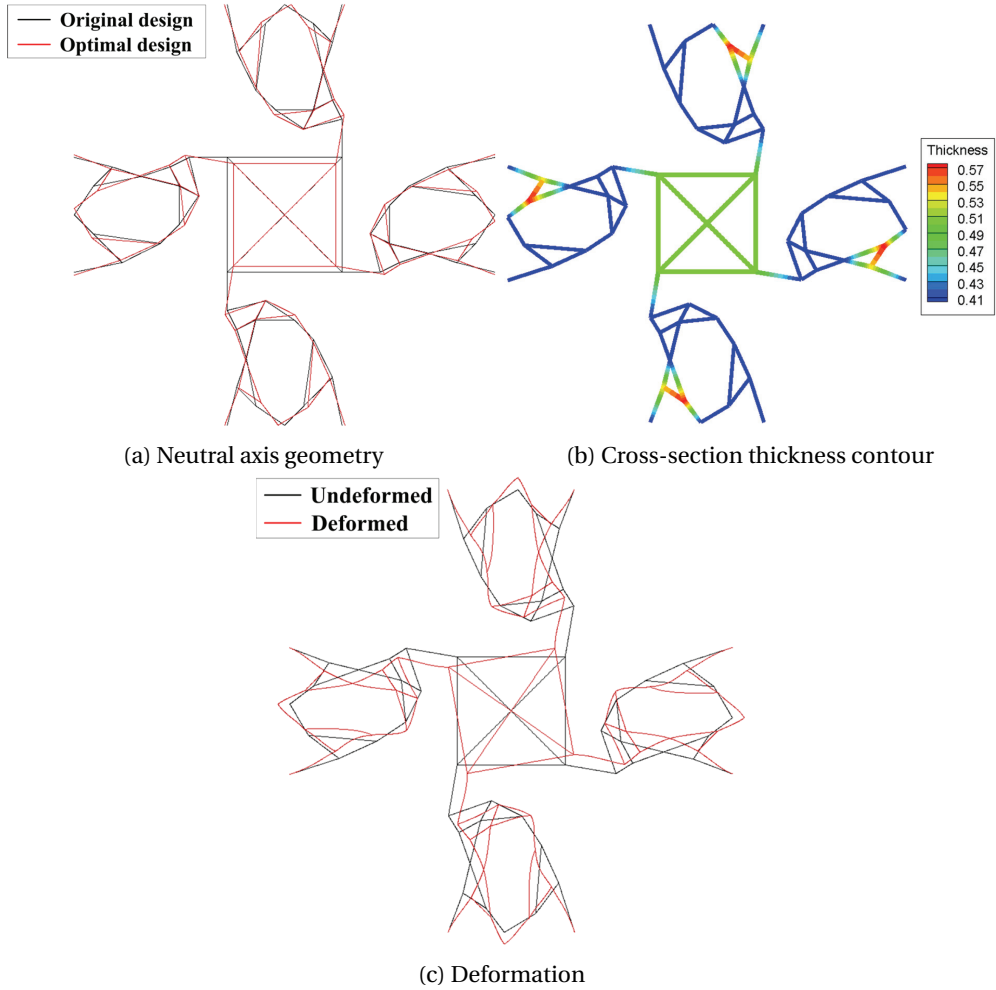 Original design
Optimal design
(a) Neutral axis geometry
Thickness
0.57
0.55
0.53
0.51
0.49
0.47
0.45
0.43
0.41
(b) Cross-section thickness contour
Undeformed
Deformed
(c) Deformation